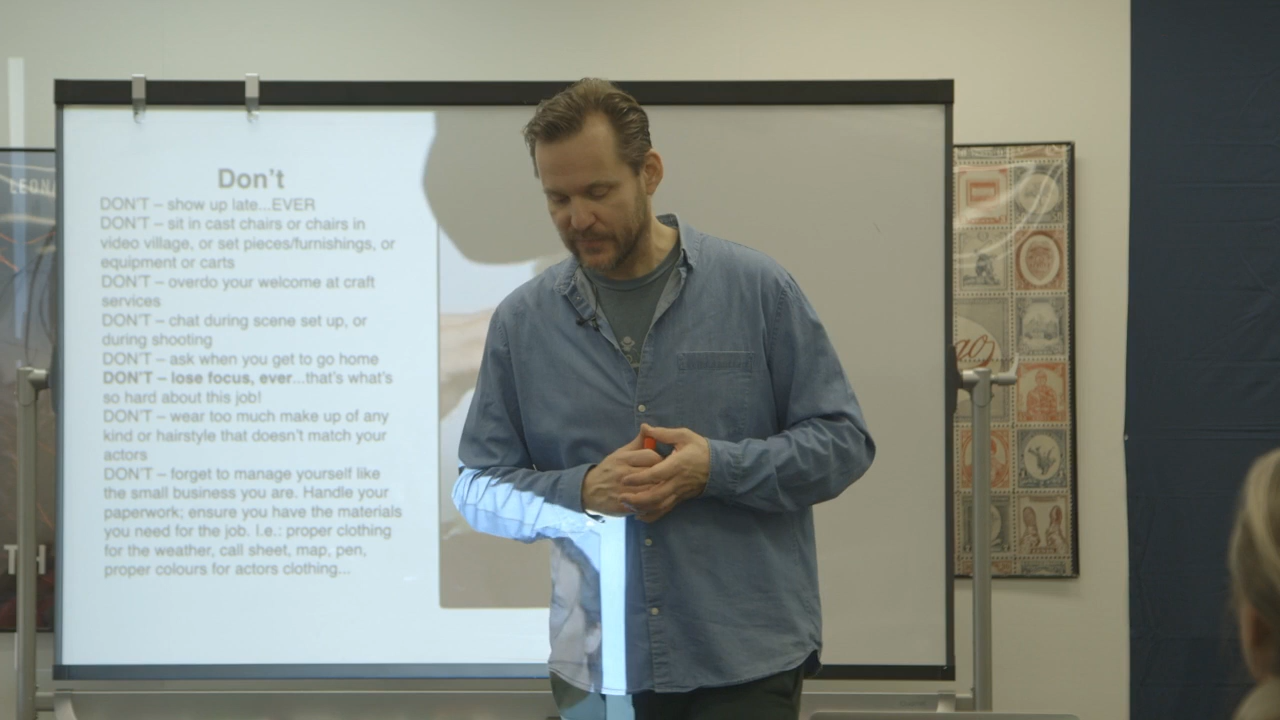 LEON
TH
Don't
DON'T – show up late...EVER
DON'T – sit in cast chairs or chairs in
video village, or set pieces/furnishings, or
equipment or carts
DON'T – overdo your welcome at craft
services
DON'T – chat during scene set up, or
during shooting
DON'T – ask when you get to go home
DON'T – lose focus, ever...that's what's
so hard about this job!
DON'T – wear too much make up of any
kind or hairstyle that doesn't match your
actors
DON'T – forget to manage yourself like
the small business you are. Handle your
paperwork; ensure you have the materials
you need for the job. I.e.: proper clothing
for the weather, call sheet, map, pen,
proper colours for actors clothing...